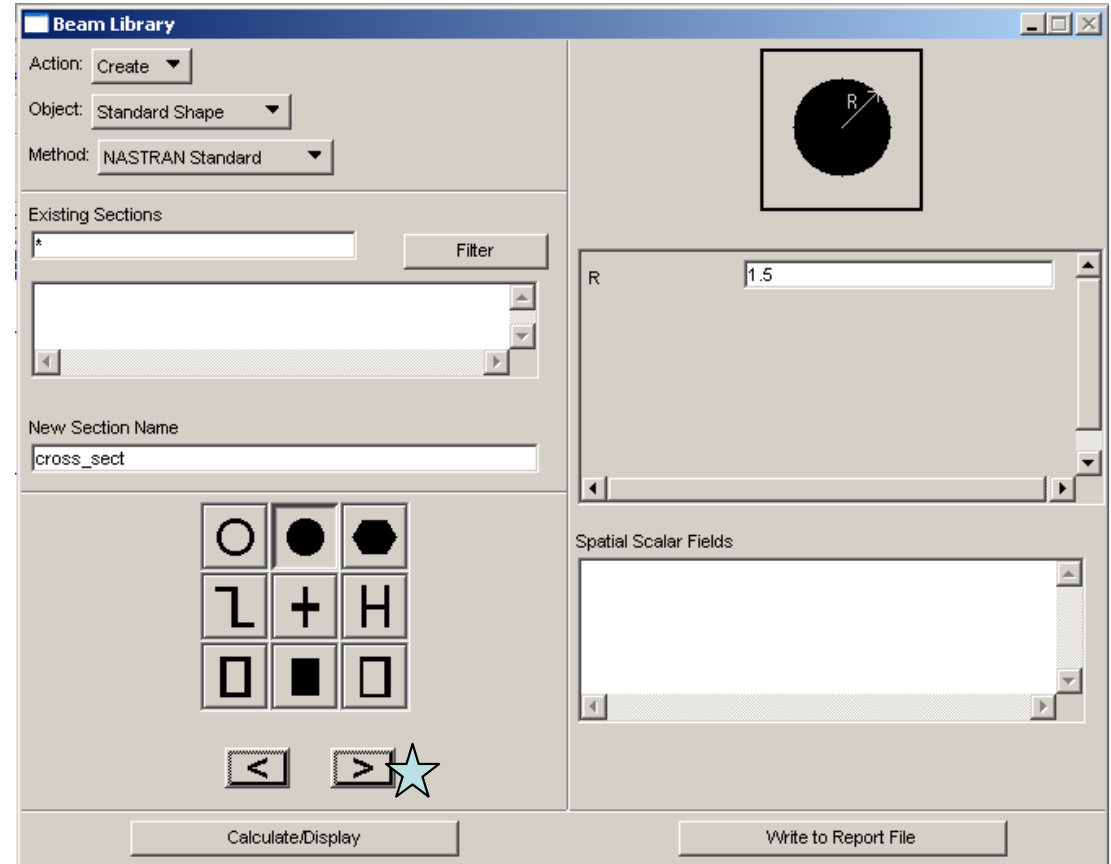 Beam Library
Action: Create
Object: Standard Shape
Method: NASTRAN Standard
Existing Sections
*
Filter
New Section Name
cross_sect
<
>
Calculate/Display
R
R
1.5
Spatial Scalar Fields
Write to Report File